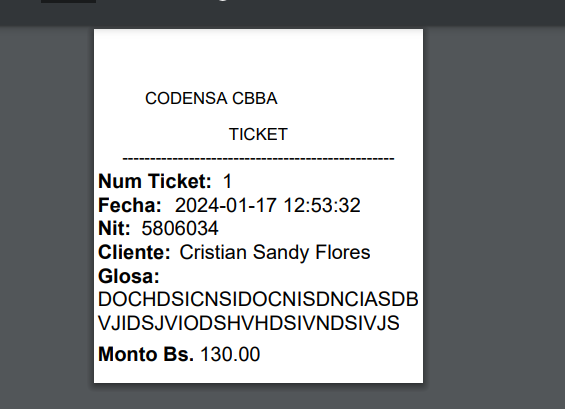 CODENSA CBBA
TICKET
-------------------------------------------------
Num Ticket: 1
Fecha: 2024-01-17 12:53:32
Nit: 5806034
Cliente: Cristian Sandy Flores
Glosa:
DOCHDSICNSIDOCNISDNCIASDB
VJIDSJVIODSHVHDSIVNDSIVJS
Monto Bs. 130.00